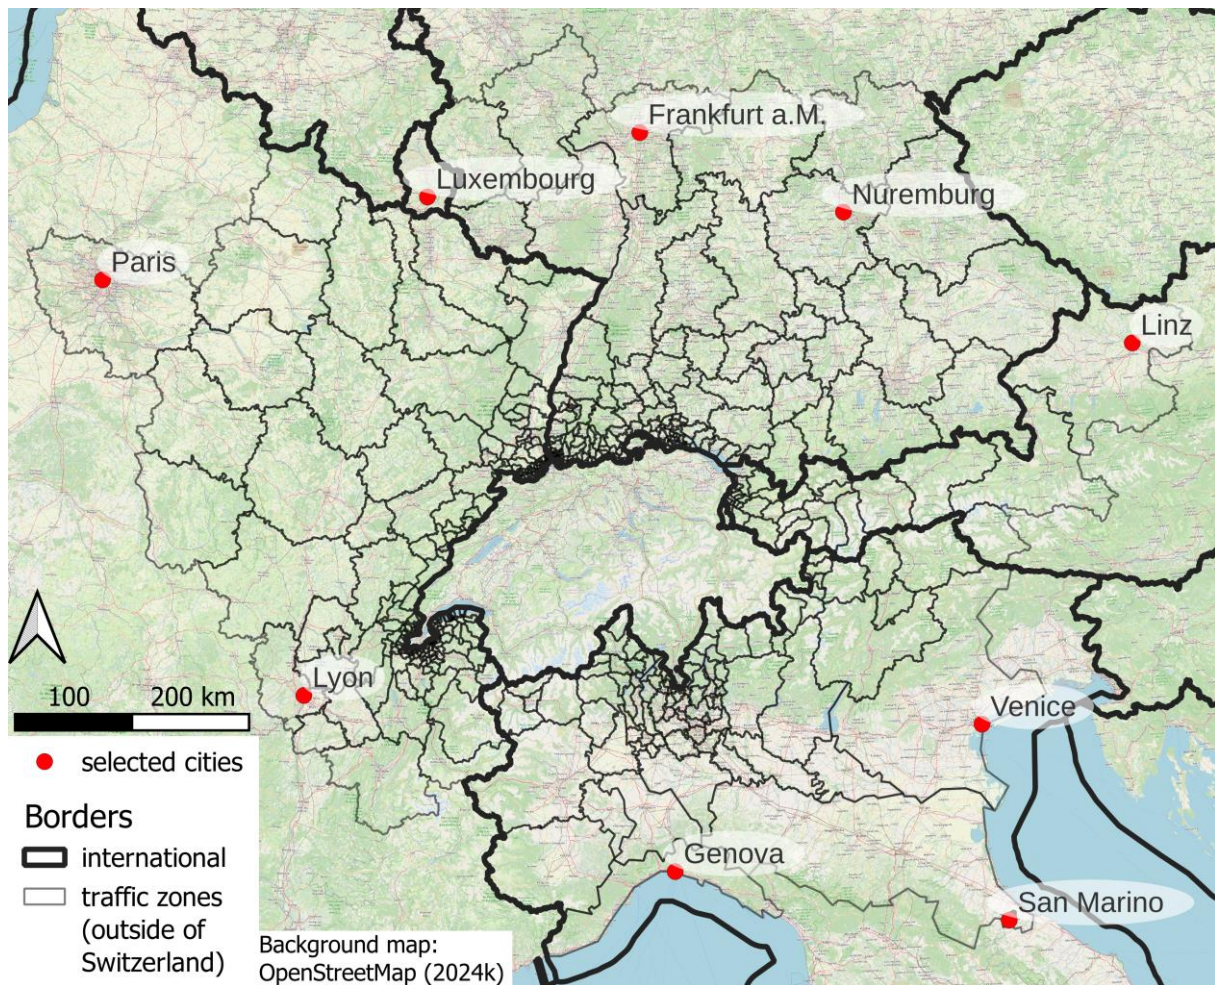 Frankfurt a.M.
Luxembourg
Nuremburg
Paris
Linz
Lyon
100 200 km
Venice
selected cities
Borders
international
Genova
traffic zones
(outside of
Switzerland)
San Marino
Background map:
OpenStreetMap (2024k)